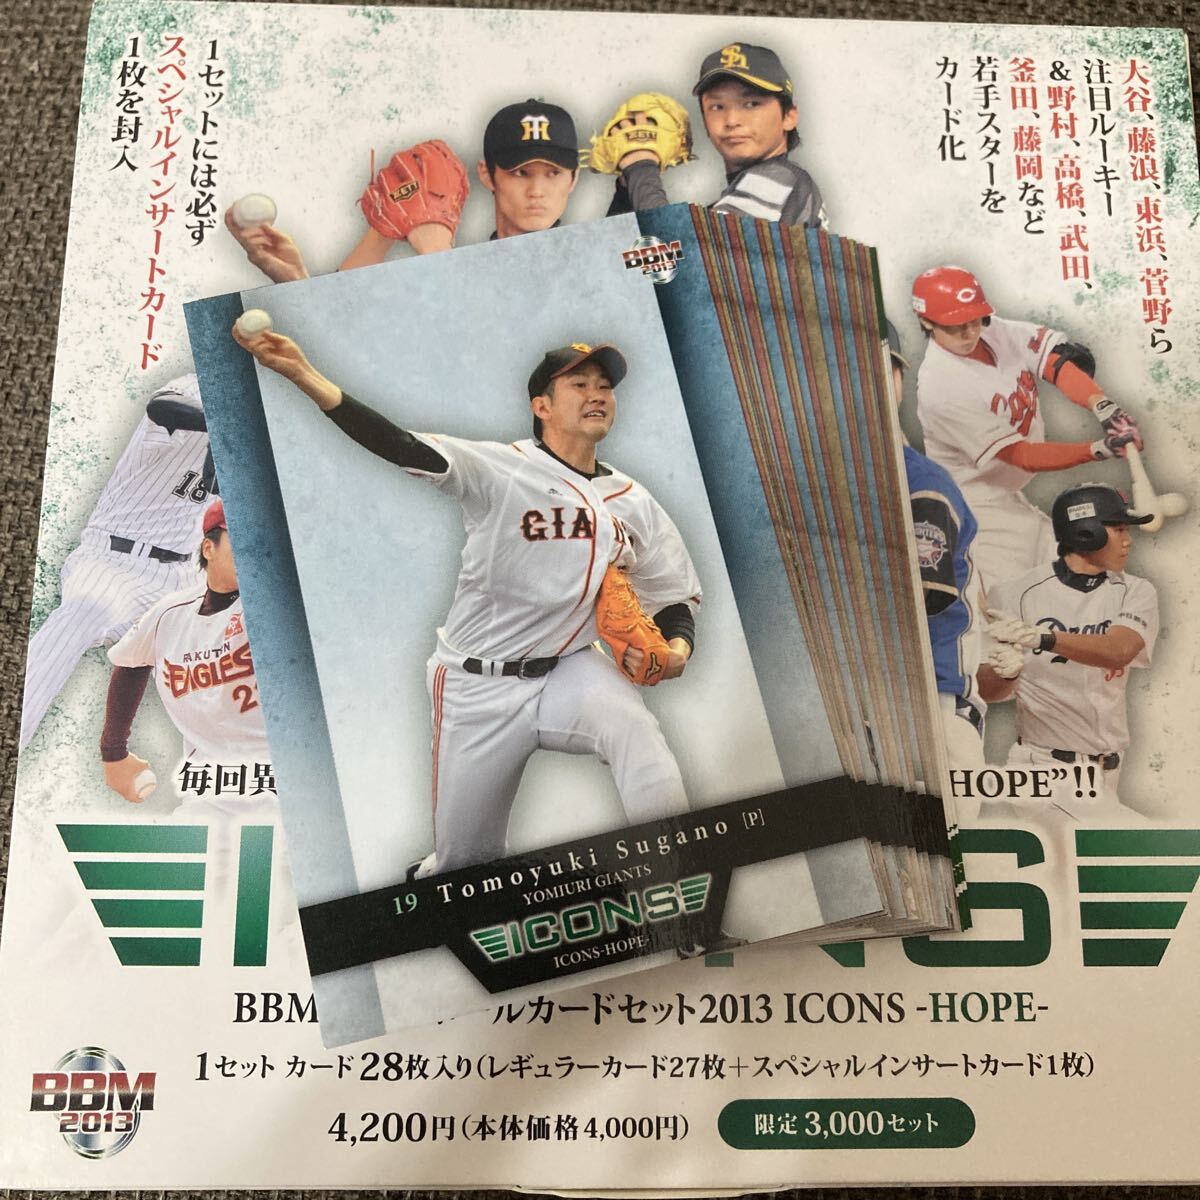 大谷、藤浪、東浜、菅野ら
注目ルーキー
&野村、高橋、武田、
釜田、藤岡など
若手スターを
カード化
1セットには必ず
スペシャルインサートカード
1枚を封入
BBM
2013
GIA
19 Tomoyuki Sugano [P]
YOMIURI GIANTS
ICONS
ICONS-HOPE-
RAKUTEN
EAGLES
18
毎回異
HOPE"!!
BBM
ールカードセット2013 ICONS -HOPE-
1セット カード28枚入り(レギュラーカード27枚+スペシャルインサートカード1枚)
BBM
2013
4,200円(本体価格4,000円)
限定 3,000セット